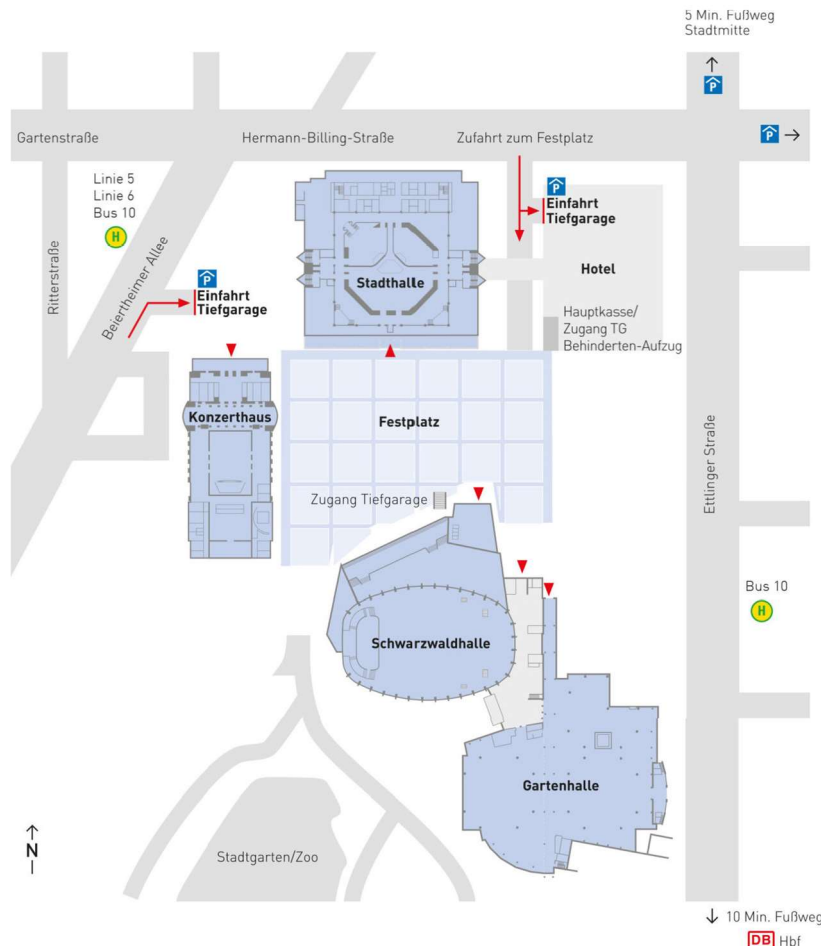 5 Min. Fußweg
Stadtmitte
P
Gartenstraße
Hermann-Billing-Straße
Zufahrt zum Festplatz
P
Linie 5
Linie 6
Bus 10
H
P
Einfahrt
Tiefgarage
Ritterstraße
Beiertheimer Allee
P
Einfahrt
Tiefgarage
Stadthalle
Hotel
Hauptkasse/
Zugang TG
Behinderten-Aufzug
Konzerthaus
Festplatz
Ettlinger Straße
Zugang Tiefgarage
Bus 10
H
Schwarzwaldhalle
Gartenhalle
N
Stadtgarten/Zoo
10 Min. Fußweg
DB Hbf